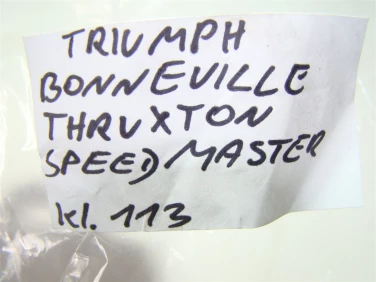 TRIUMPH
BONNEVILLE
THRUXTON
SPEEDMASTER
kl. 113